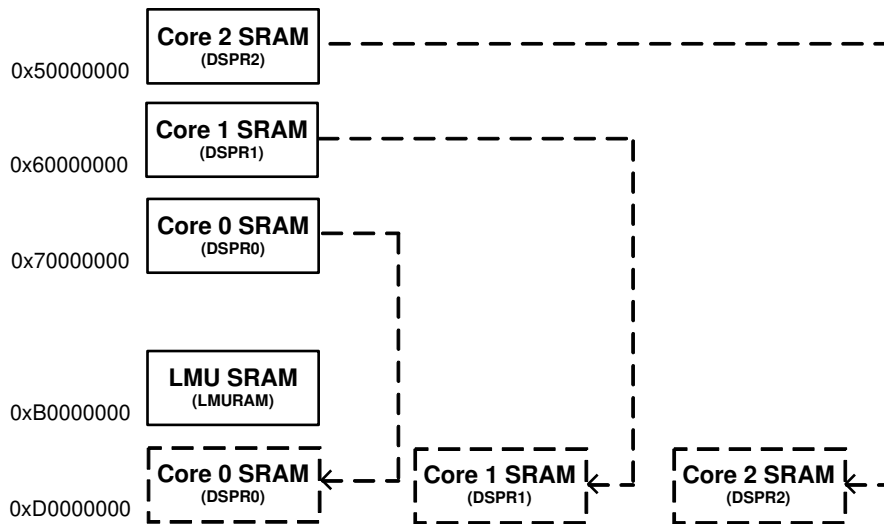 Core 2 SRAM
(DSPR2)
0x50000000
Core 1 SRAM
(DSPR1)
0x60000000
Core 0 SRAM
(DSPR0)
0x70000000
LMU SRAM
(LMURAM)
0xB0000000
Core 0 SRAM
(DSPR0)
Core 1 SRAM
(DSPR1)
Core 2 SRAM
(DSPR2)
0xD0000000